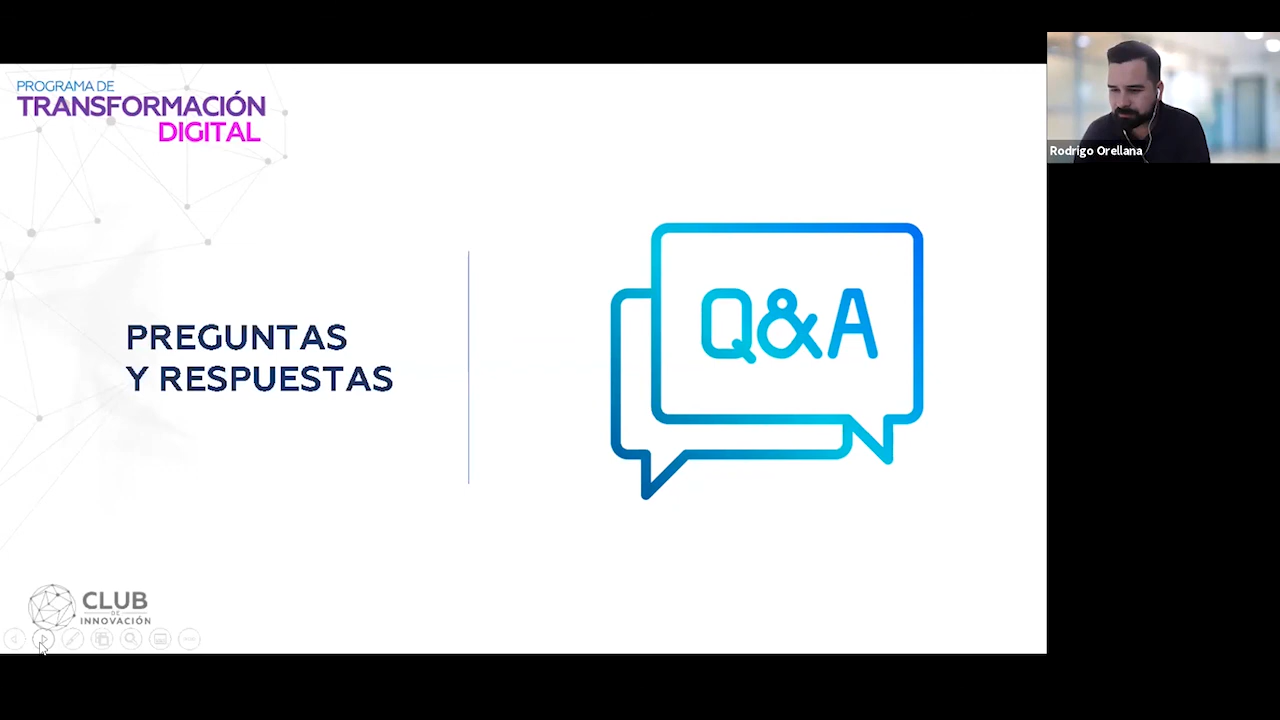 PROGRAMA DE
TRANSFORMACIÓN
DIGITAL
Rodrigo Orellana
PREGUNTAS
Y RESPUESTAS
Q&A
CLUB
DE
INNOVACIÓN